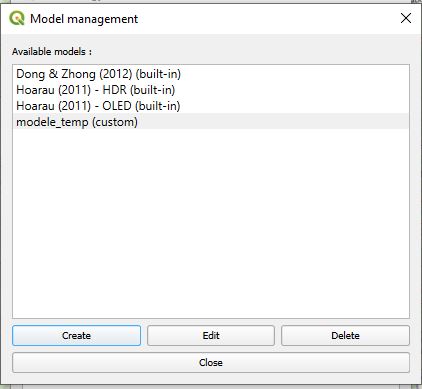 Model management
Available models :
Dong & Zhong (2012) (built-in)
Hoarau (2011) - HDR (built-in)
Hoarau (2011) - OLED (built-in)
modele_temp (custom)
Create
Edit
Delete
Close